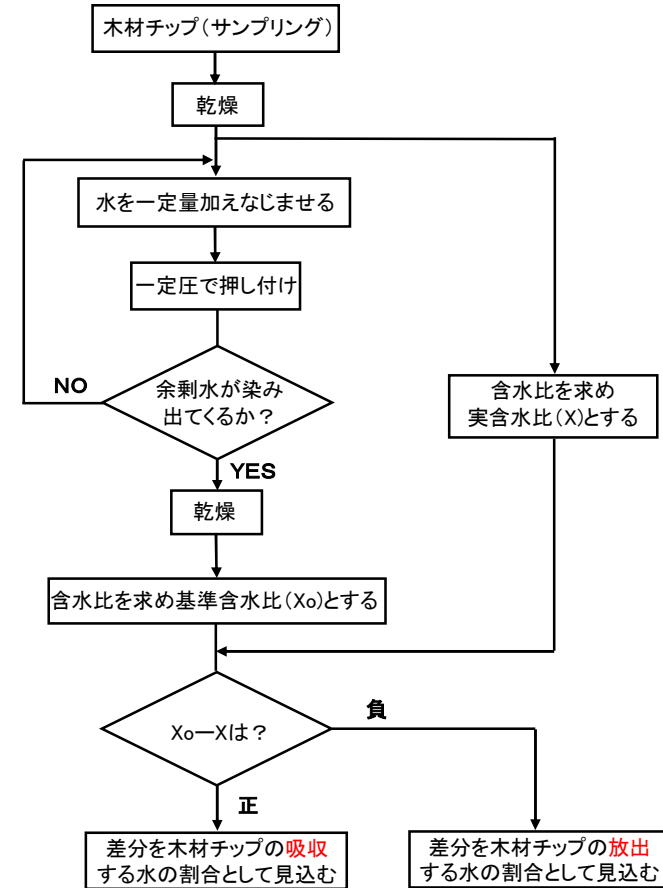 木材チップ(サンプリング)
乾燥
水を一定量加えなじませる
一定圧で押し付け
余剰水が染み
出てくるか？
NO
YES
含水比を求め
実含水比(X)とする
乾燥
含水比を求め基準含水比(Xo)とする
Xo－Xは？
負
正
差分を木材チップの吸収
する水の割合として見込む
差分を木材チップの放出
する水の割合として見込む